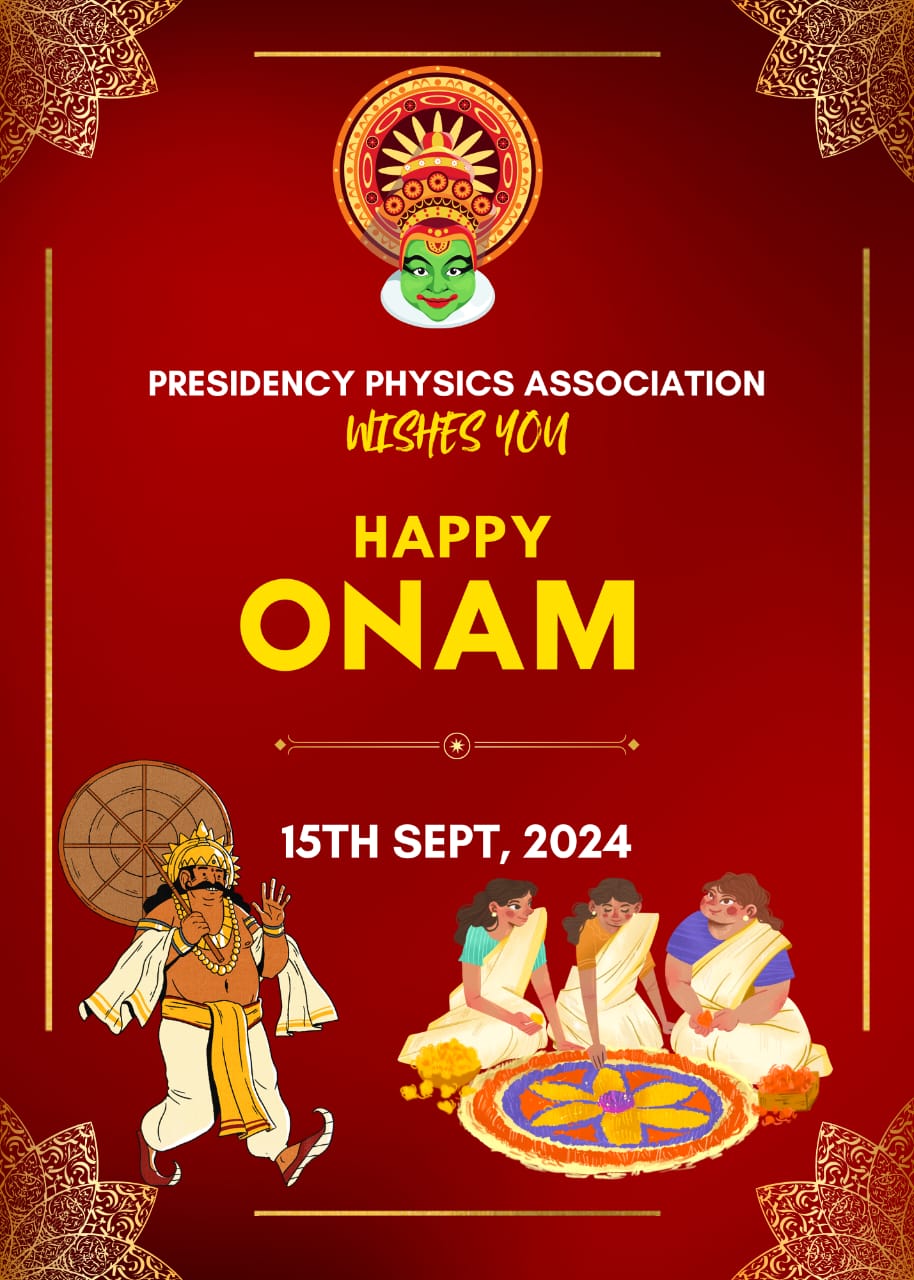 PRESIDENCY PHYSICS ASSOCIATION
WISHES YOU
HAPPY
ONAM
15TH SEPT, 2024